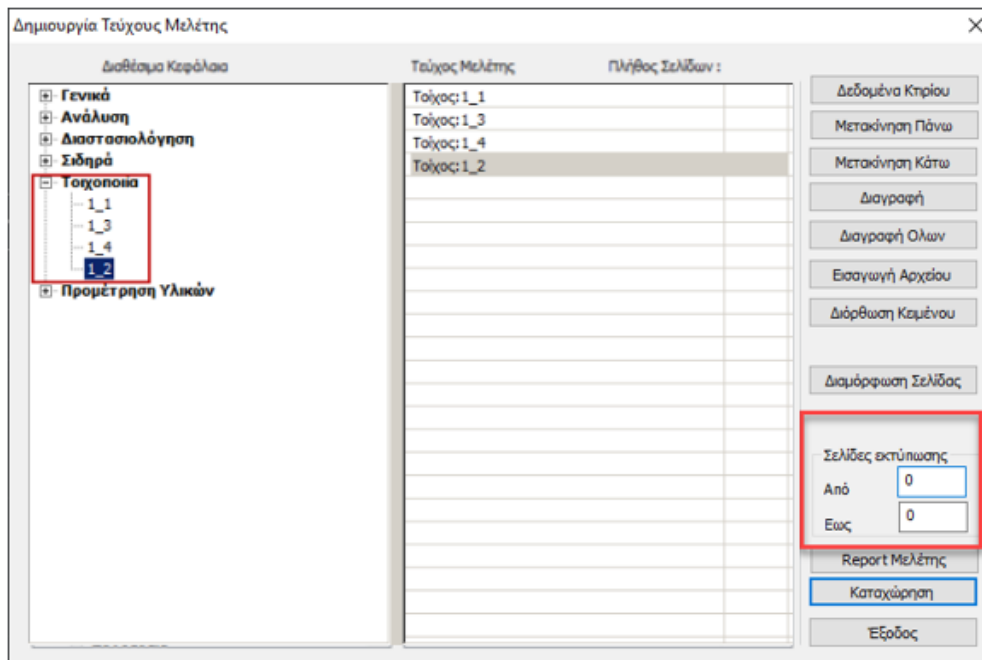 Δημιουργία Τεύχους Μελέτης
Διαθέσιμα Κεφάλαια
Τεύχος Μελέτης
Πλήθος Σελίδων :
Γενικά
Ανάλυση
Διαστασιολόγηση
Σιδηρά
Τοιχοποιία
1_1
1_3
1_4
1_2
Προμέτρηση Υλικών
Τοίχος: 1_1
Τοίχος: 1_3
Τοίχος: 1_4
Τοίχος: 1_2
Δεδομένα Κτηρίου
Μετακίνηση Πάνω
Μετακίνηση Κάτω
Διαγραφή
Διαγραφή Ολων
Εισαγωγή Αρχείου
Διόρθωση Κειμένου
Διαμόρφωση Σελίδας
Σελίδες εκτύπωσης
Από 0
Εως 0
Report Μελέτης
Καταχώρηση
Έξοδος